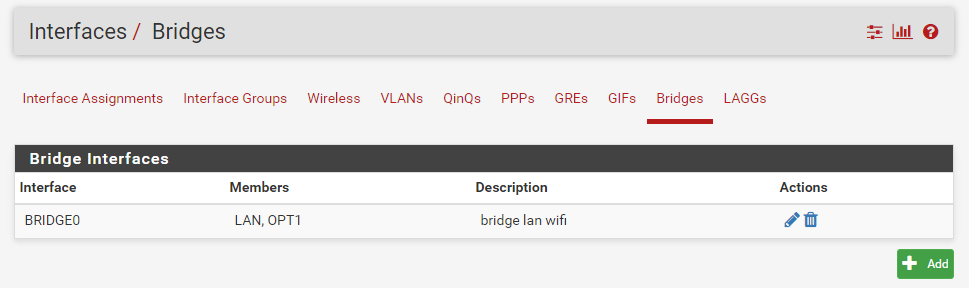 Interfaces / Bridges
Interface Assignments Interface Groups Wireless VLANs QinQs PPPs GREs GIFs Bridges LAGGs
Bridge Interfaces
Interface Members Description Actions
BRIDGE0 LAN, OPT1 bridge lan wifi
Add